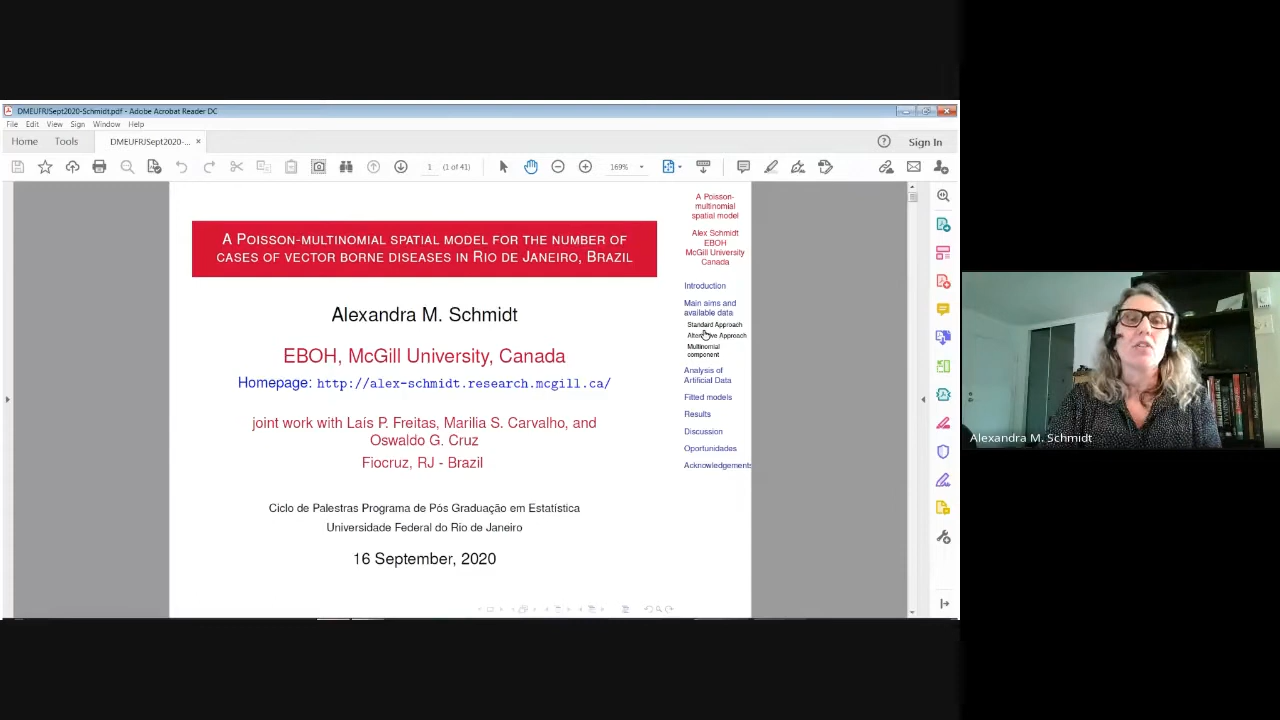 DMEUFRJSept2020-Schmidt.pdf - Adobe Acrobat Reader DC
File Edit View Sign Window Help
Home Tools DMEUFRJSept2020-... × ? Sign In
1 (1 of 41) 169%
A POISSON-MULTINOMIAL SPATIAL MODEL FOR THE NUMBER OF
CASES OF VECTOR BORNE DISEASES IN RIO DE JANEIRO, BRAZIL
Alexandra M. Schmidt
EBOH, McGill University, Canada
Homepage: http://alex-schmidt.research.mcgill.ca/
joint work with Laís P. Freitas, Marilia S. Carvalho, and
Oswaldo G. Cruz
Fiocruz, RJ - Brazil
Ciclo de Palestras Programa de Pós Graduação em Estatística
Universidade Federal do Rio de Janeiro
16 September, 2020
A Poisson-
multinomial
spatial model
Alex Schmidt
EBOH
McGill University
Canada
Introduction
Main aims and
available data
Standard Approach
Alternative Approach
Multinomial
component
Analysis of
Artificial Data
Fitted models
Results
Discussion
Oportunidades
Acknowledgements
Alexandra M. Schmidt